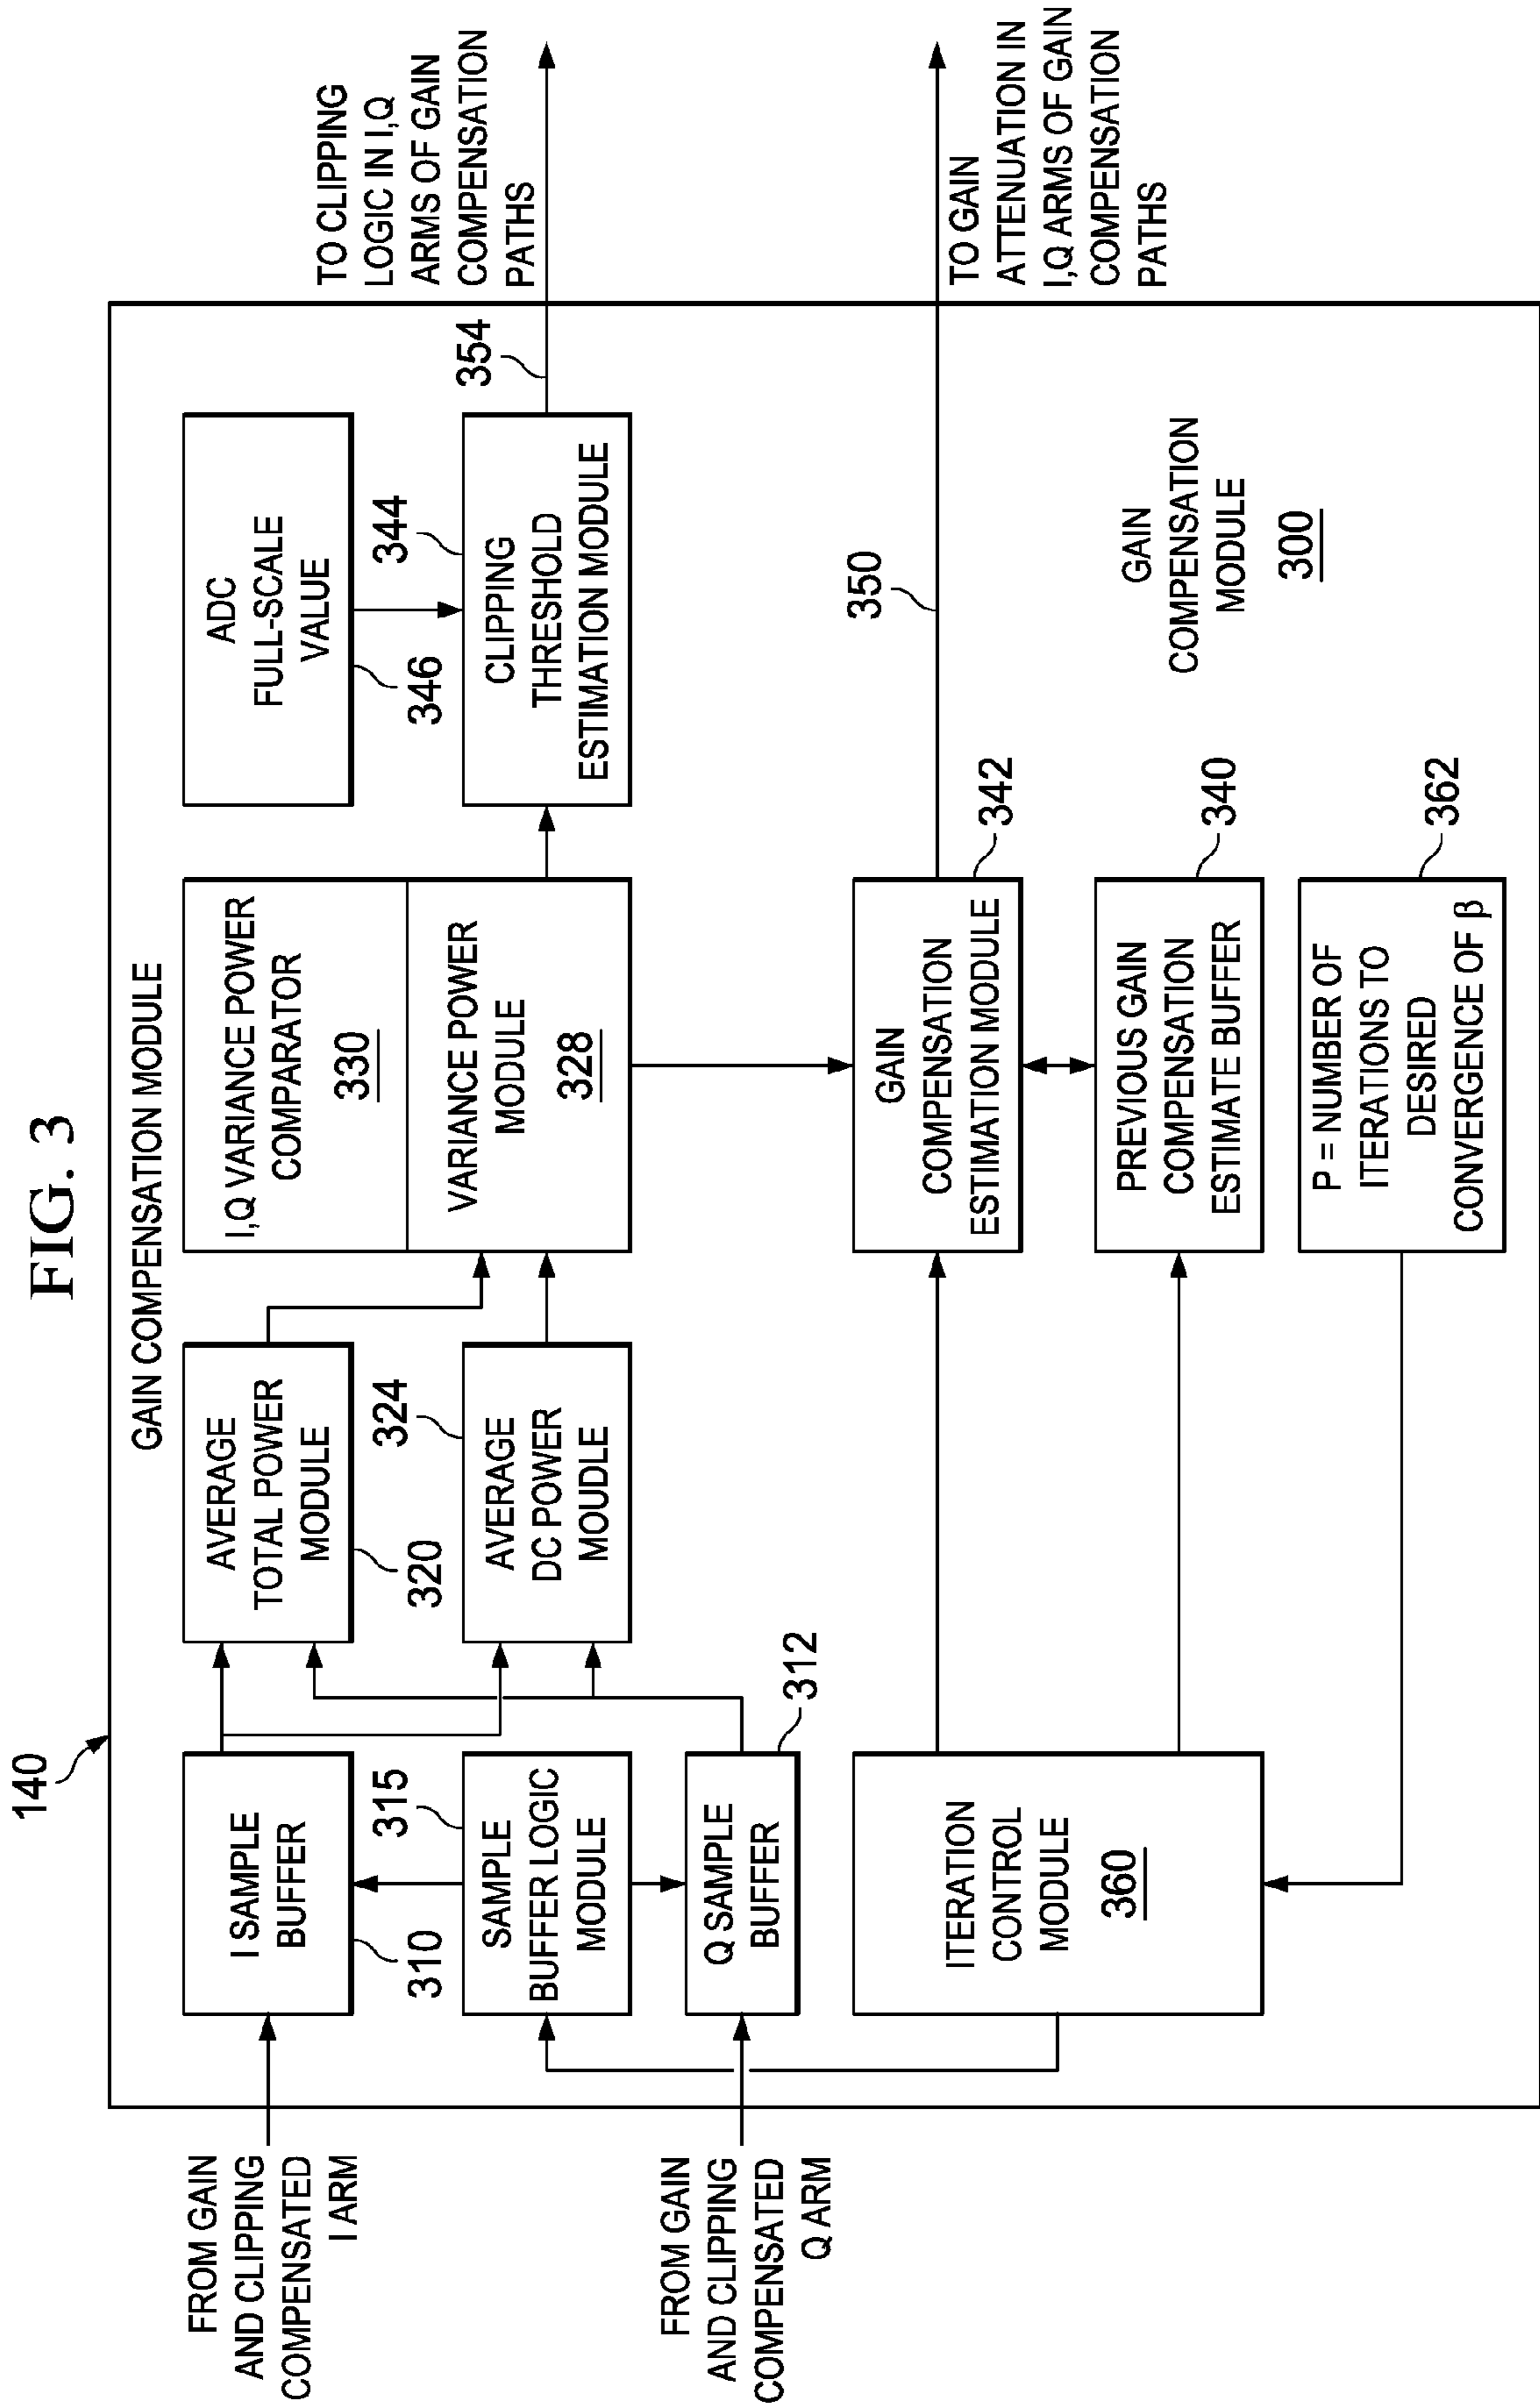 FIG. 3
140
GAIN COMPENSATION MODULE
FROM GAIN
AND CLIPPING
COMPENSATED
I ARM
I SAMPLE
BUFFER
310
AVERAGE
TOTAL POWER
MODULE
320
I,Q VARIANCE POWER
COMPARATOR
330
ADC
FULL-SCALE
VALUE
346
344
TO CLIPPING
LOGIC IN I,Q
ARMS OF GAIN
COMPENSATION
PATHS
315
SAMPLE
BUFFER LOGIC
MODULE
324
AVERAGE
DC POWER
MOUDLE
VARIANCE POWER
MODULE
328
CLIPPING
THRESHOLD
ESTIMATION MODULE
354
FROM GAIN
AND CLIPPING
COMPENSATED
Q ARM
Q SAMPLE
BUFFER
312
ITERATION
CONTROL
MODULE
360
GAIN
COMPENSATION
ESTIMATION MODULE
342
350
TO GAIN
ATTENUATION IN
I,Q ARMS OF GAIN
COMPENSATION
PATHS
PREVIOUS GAIN
COMPENSATION
ESTIMATE BUFFER
340
P = NUMBER OF
ITERATIONS TO
DESIRED
CONVERGENCE OF β
362
GAIN
COMPENSATION
MODULE
300